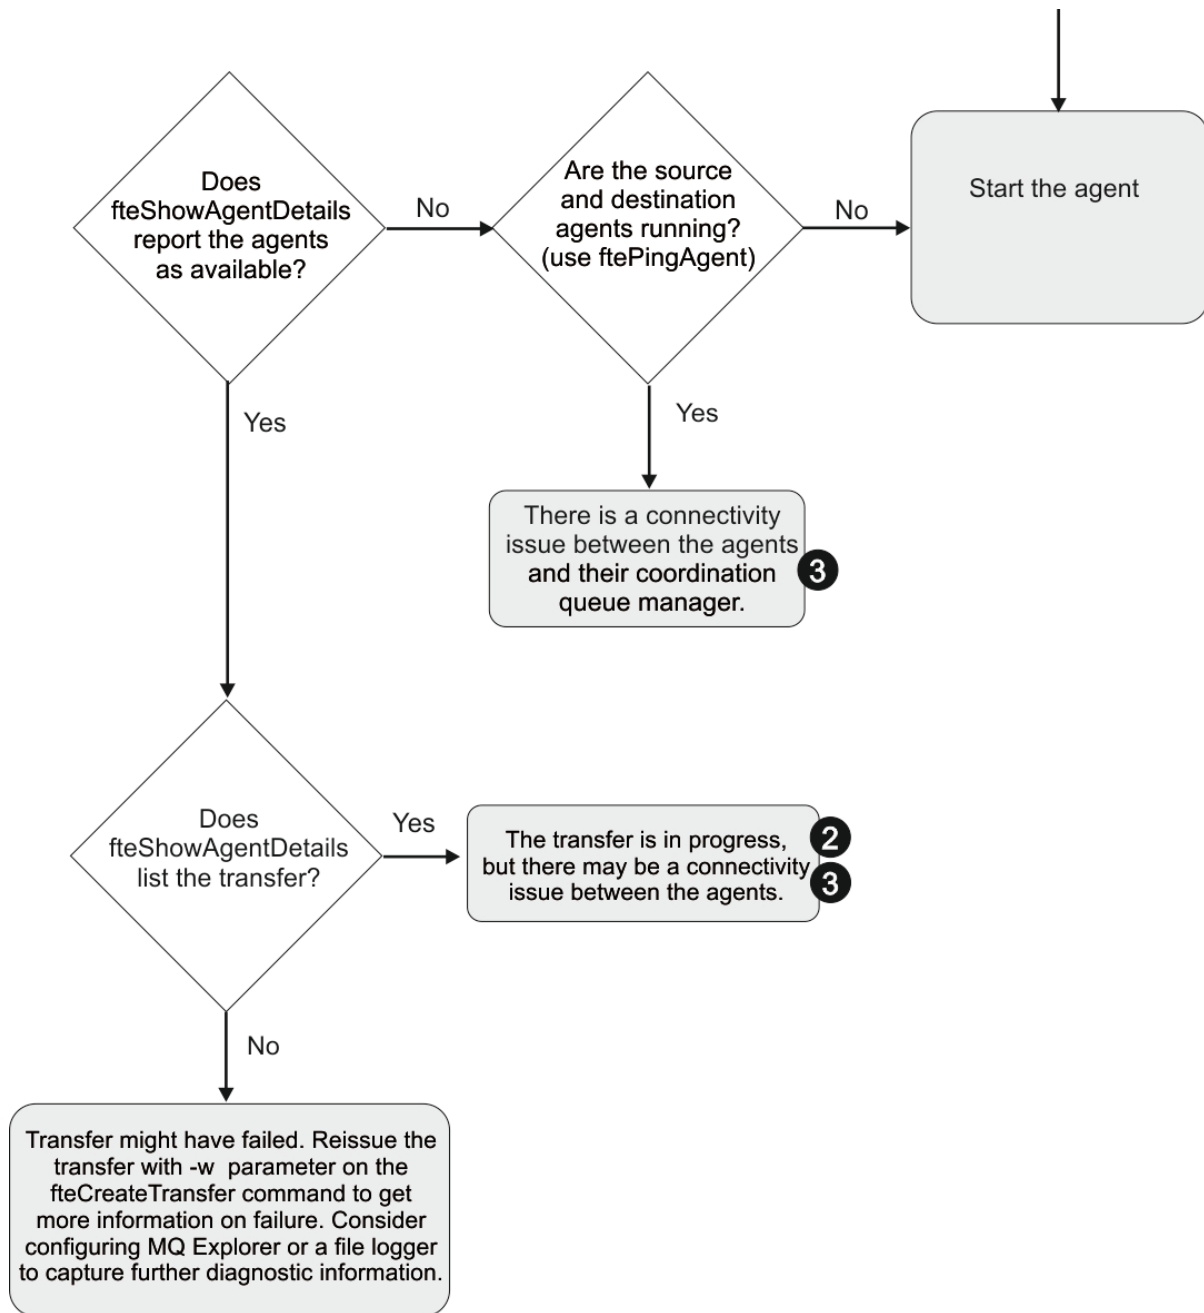 Does
fteShowAgentDetails
report the agents
as available?
No
Are the source
and destination
agents running?
(use ftePingAgent)
No
Start the agent
Yes
Yes
There is a connectivity
issue between the agents
and their coordination
queue manager.
3
Does
fteShowAgentDetails
list the transfer?
Yes
The transfer is in progress,
but there may be a connectivity
issue between the agents.
2
3
No
Transfer might have failed. Reissue the
transfer with -w parameter on the
fteCreateTransfer command to get
more information on failure. Consider
configuring MQ Explorer or a file logger
to capture further diagnostic information.